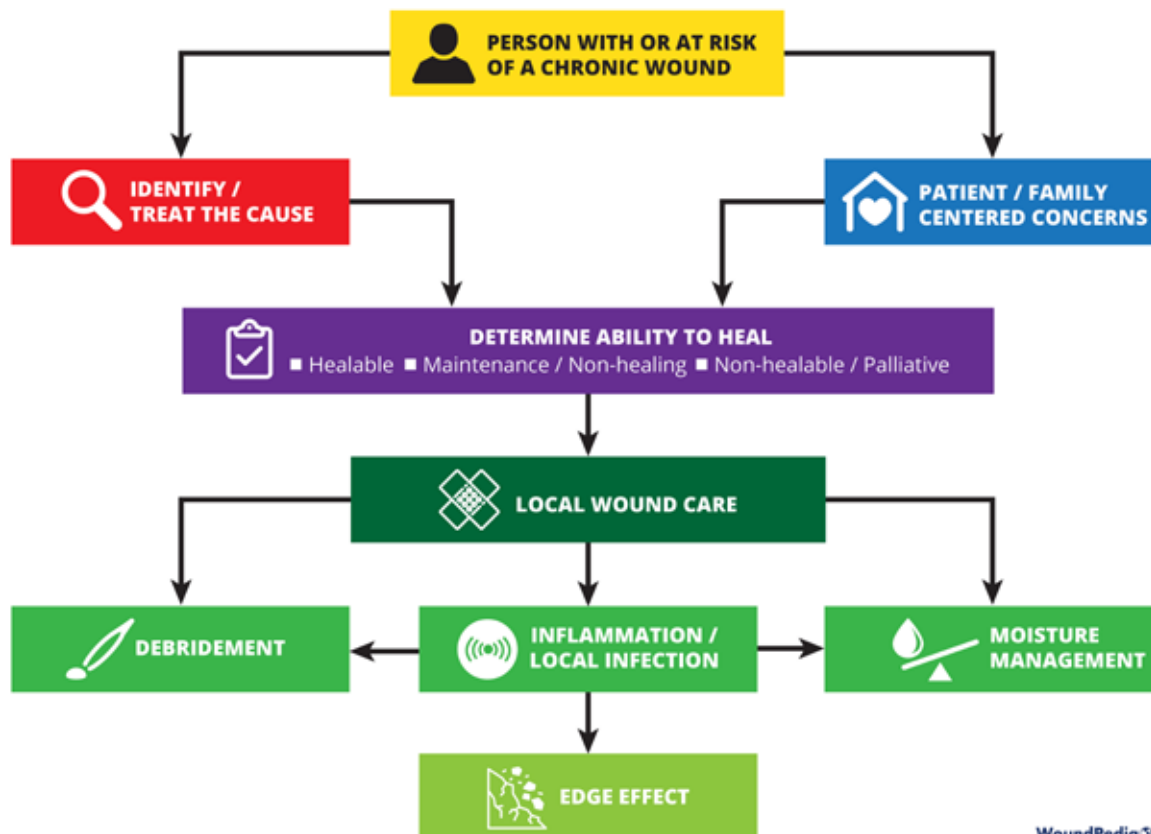 PERSON WITH OR AT RISK
OF A CHRONIC WOUND
IDENTIFY /
TREAT THE CAUSE
PATIENT / FAMILY
CENTERED CONCERNS
DETERMINE ABILITY TO HEAL
■ Healable ■ Maintenance / Non-healing ■ Non-healable / Palliative
LOCAL WOUND CARE
DEBRIDEMENT
INFLAMMATION /
LOCAL INFECTION
MOISTURE
MANAGEMENT
EDGE EFFECT